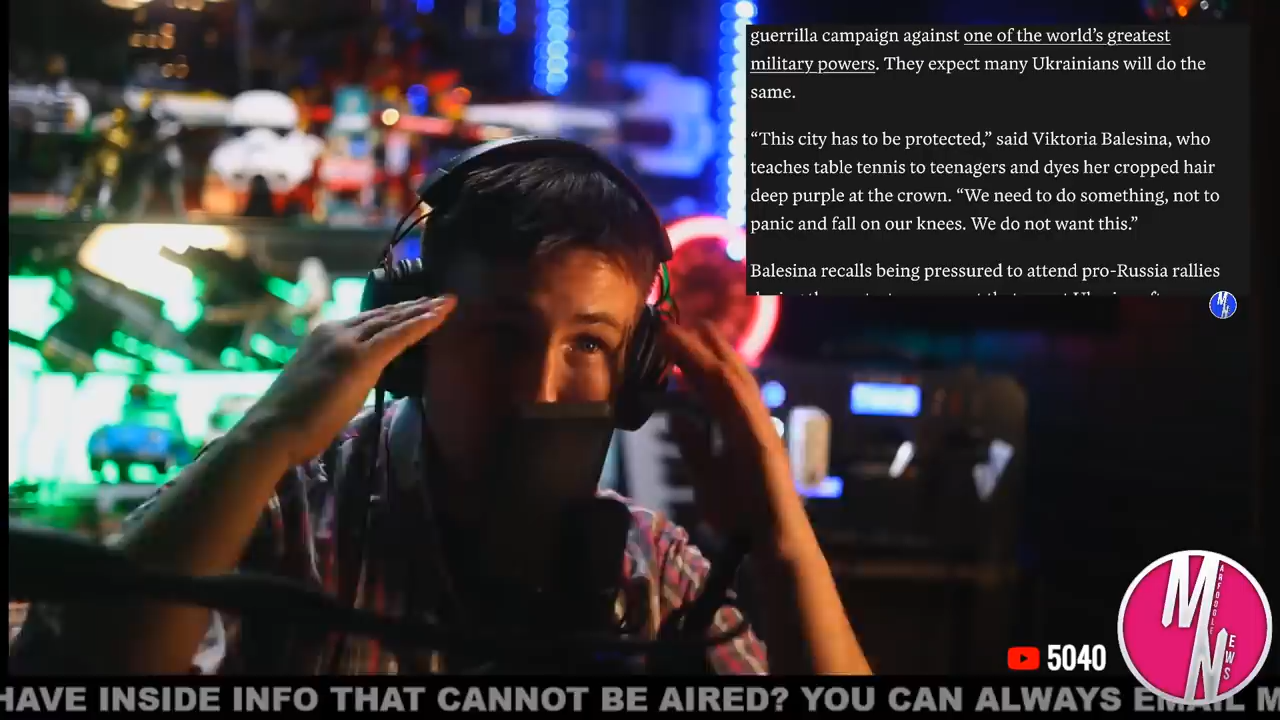 guerrilla campaign against one of the world’s greatest
military powers. They expect many Ukrainians will do the
same.
“This city has to be protected,” said Viktoria Balesina, who
teaches table tennis to teenagers and dyes her cropped hair
deep purple at the crown. “We need to do something, not to
panic and fall on our knees. We do not want this.”
Balesina recalls being pressured to attend pro-Russia rallies
MN
MARFOOGLE NEWS
5040
HAVE INSIDE INFO THAT CANNOT BE AIRED? YOU CAN ALWAYS EMAIL M